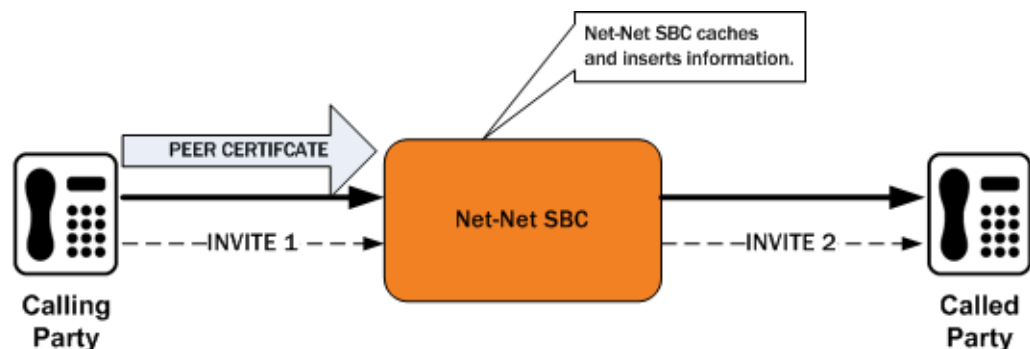 Net-Net SBC caches
and inserts information.
PEER CERTIFCATE
Net-Net SBC
INVITE 1
INVITE 2
Calling
Party
Called
Party